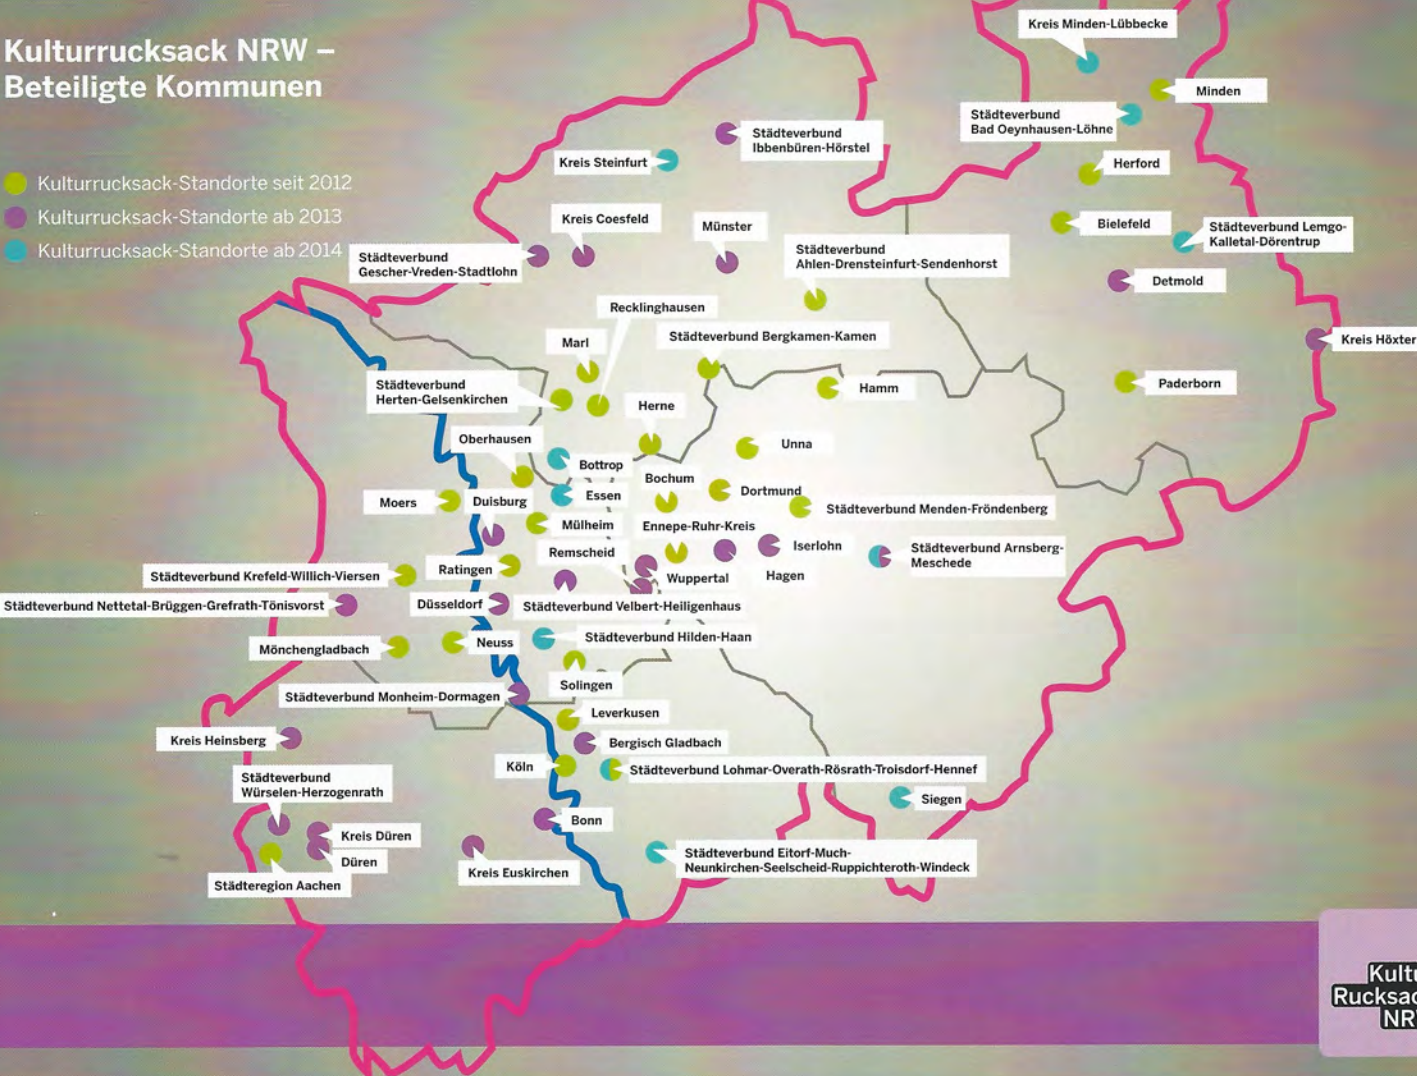 Kulturrucksack NRW –
Beteiligte Kommunen
Kulturrucksack-Standorte seit 2012
Kulturrucksack-Standorte ab 2013
Kulturrucksack-Standorte ab 2014
Kreis Minden-Lübbecke
Minden
Städteverbund
Bad Oeynhausen-Löhne
Städteverbund
Ibbenbüren-Hörstel
Kreis Steinfurt
Herford
Kreis Coesfeld
Münster
Bielefeld
Städteverbund Lemgo-
Kalletal-Dörentrup
Städteverbund
Gescher-Vreden-Stadtlohn
Städteverbund
Ahlen-Drensteinfurt-Sendenhorst
Detmold
Recklinghausen
Marl
Städteverbund Bergkamen-Kamen
Kreis Höxter
Städteverbund
Herten-Gelsenkirchen
Hamm
Paderborn
Herne
Oberhausen
Unna
Bottrop
Bochum
Moers
Duisburg
Essen
Dortmund
Städteverbund Menden-Fröndenberg
Mülheim
Ennepe-Ruhr-Kreis
Remscheid
Iserlohn
Städteverbund Arnsberg-
Meschede
Ratingen
Städteverbund Krefeld-Willich-Viersen
Wuppertal
Hagen
Städteverbund Nettetal-Brüggen-Grefrath-Tönisvorst
Düsseldorf
Städteverbund Velbert-Heiligenhaus
Mönchengladbach
Neuss
Städteverbund Hilden-Haan
Solingen
Städteverbund Monheim-Dormagen
Leverkusen
Kreis Heinsberg
Bergisch Gladbach
Köln
Städteverbund Lohmar-Overath-Rösrath-Troisdorf-Hennef
Städteverbund
Würselen-Herzogenrath
Siegen
Bonn
Kreis Düren
Düren
Kreis Euskirchen
Städteverbund Eitorf-Much-
Neunkirchen-Seelscheid-Ruppichteroth-Windeck
Städteregion Aachen
Kultu
Rucksac
NR